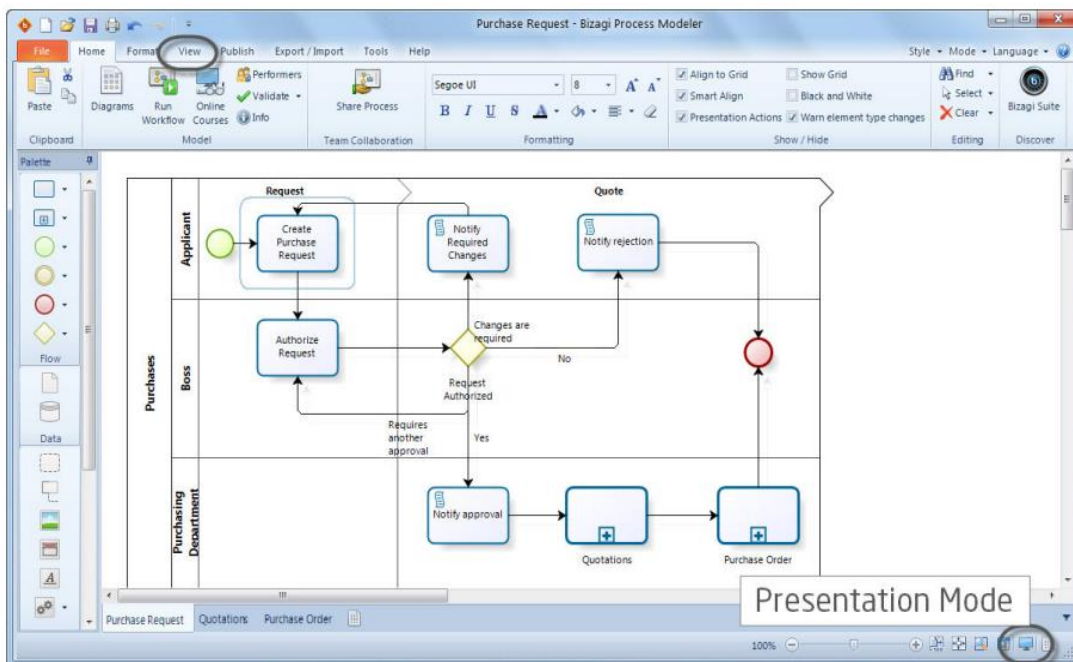 Purchase Request - Bizagi Process Modeler
File Home Format View Publish Export / Import Tools Help Style Mode Language
Paste
Clipboard
Diagrams
Run Workflow
Online Courses
Performers
Validate
Info
Model
Share Process
Team Collaboration
Segoe UI 8 A A
B I U S A
Formatting
Align to Grid
Smart Align
Presentation Actions
Show Grid
Black and White
Warn element type changes
Show / Hide
Find
Select
Clear
Editing
Bizagi Suite
Discover
Palette
Flow
Data
A
Request
Quote
Purchases
Applicant
Create
Purchase
Request
Notify
Required
Changes
Notify rejection
Boss
Authorize
Request
Changes are
required
No
Request
Authorized
Requires
another
approval
Yes
Purchasing
Department
Notify approval
Quotations
Purchase Order
Presentation Mode
Purchase Request Quotations Purchase Order
100%